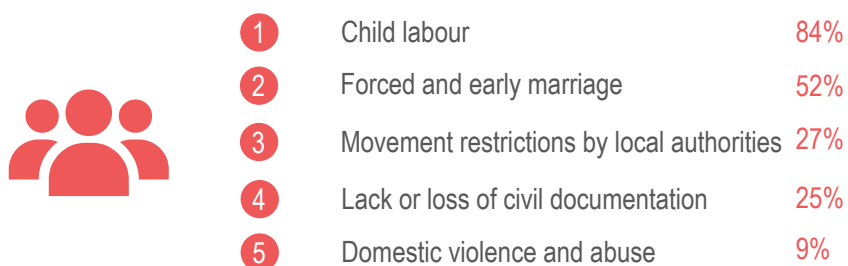 1 Child labour 84%
2 Forced and early marriage 52%
3 Movement restrictions by local authorities 27%
4 Lack or loss of civil documentation 25%
5 Domestic violence and abuse 9%